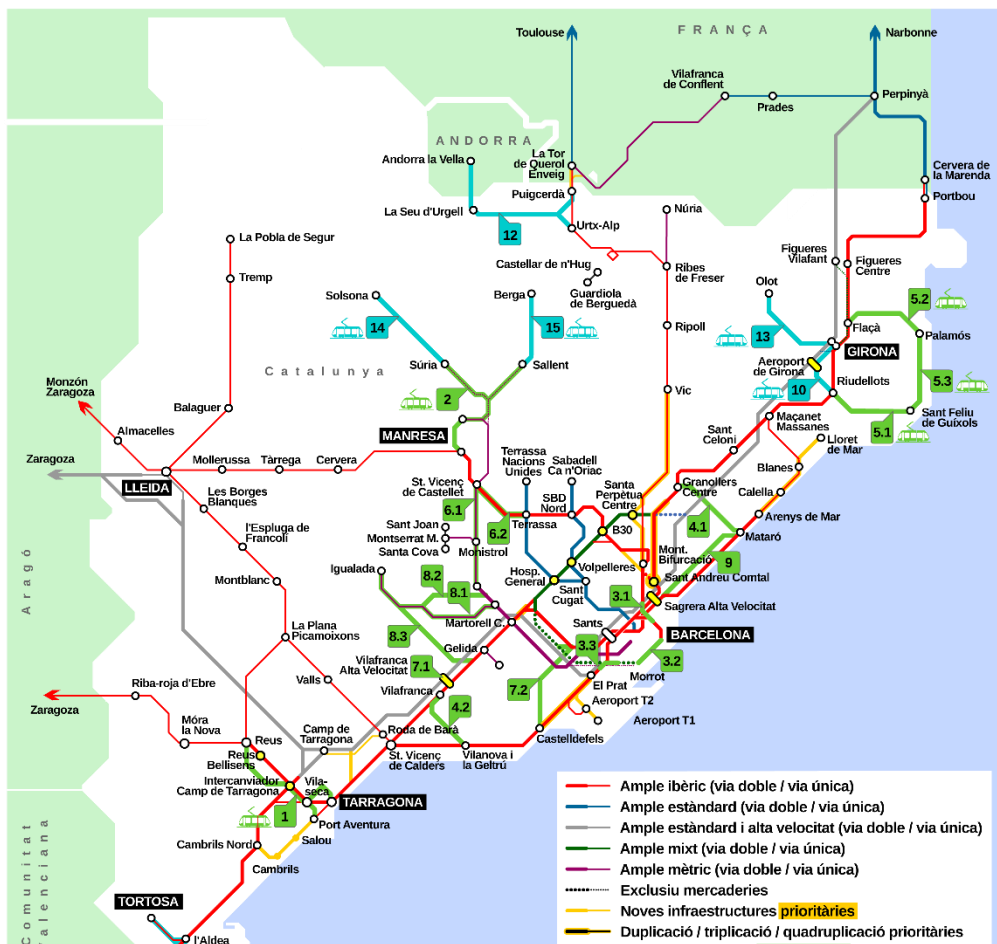 FRANÇA
Toulouse
Narbonne
Vilafranca
de Conflent
Prades
Perpinyà
ANDORRA
Andorra la Vella
La Tor
de Querol
Enveig
Cervera de
la Marenda
Puigcerdà
Portbou
La Seu d'Urgell
12
Urtx-Alp
Núria
La Pobla de Segur
Castellar de n'Hug
Figueres
Vilafant
Figueres
Centre
Tremp
Guardiola
de Berguedà
Ribes
de Freser
Olot
5.2
Solsona
Berga
14
15
Ripoll
13
Flaçà
Palamós
GIRONA
Catalunya
Súria
Sallent
Aeroport
de Girona
5.3
Monzón
Zaragoza
2
Vic
10
Riudellots
Balaguer
Sant Feliu
de Guíxols
5.1
Almacelles
MANRESA
Maçanet
Massanes
Lloret
de Mar
Zaragoza
Mollerussa
Tàrrega
Cervera
Terrassa
Nacions
Unides
Sabadell
Ca n'Oriac
Sant
Celoni
Blanes
LLEIDA
St. Vicenç
de Castellet
Santa
Perpètua
Centre
Granollers
Centre
Calella
Les Borges
Blanques
6.1
SBD
Nord
4.1
Arenys de Mar
Sant Joan
Montserrat M.
Santa Cova
6.2
Terrassa
B30
Mataró
l'Espluga de
Francolí
Monistrol
Mont.
Bifurcació
9
Aragó
Igualada
Hosp.
General
Volpelleres
Montblanc
8.2
8.1
Sant
Cugat
3.1
Sant Andreu Comtal
Sagrera Alta Velocitat
La Plana
Picamoixons
Martorell C.
Sants
BARCELONA
8.3
Gelida
3.3
3.2
Vilafranca
Alta Velocitat
7.1
Morrot
Riba-roja d'Ebre
Valls
Vilafranca
7.2
El Prat
Zaragoza
4.2
Aeroport T2
Móra
la Nova
Aeroport T1
Reus
Camp de
Tarragona
Roda de Barà
Castelldefels
Reus
Bellisens
St. Vicenç
de Calders
Vilanova i
la Geltrú
Intercanviador
Camp de Tarragona
Vila-
seca
TARRAGONA
1
Port Aventura
Salou
Cambrils Nord
Cambrils
Comunitat
Valenciana
TORTOSA
l'Aldea
Ample ibèric (via doble / via única)
Ample estàndard (via doble / via única)
Ample estàndard i alta velocitat (via doble / via única)
Ample mixt (via doble / via única)
Ample mètric (via doble / via única)
Exclusiu mercaderies
Noves infraestructures prioritàries
Duplicació / triplicació / quadruplicació prioritàries